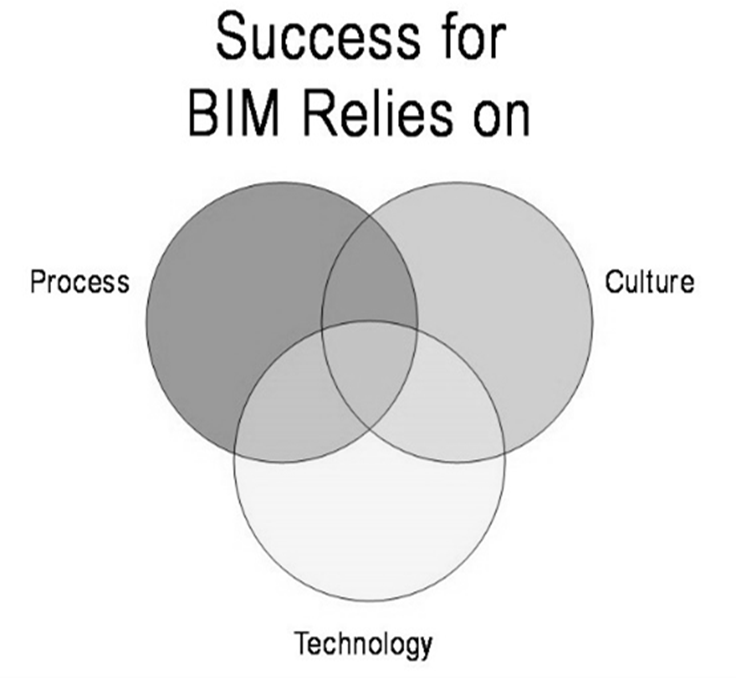 Success for
BIM Relies on
Process
Culture
Technology